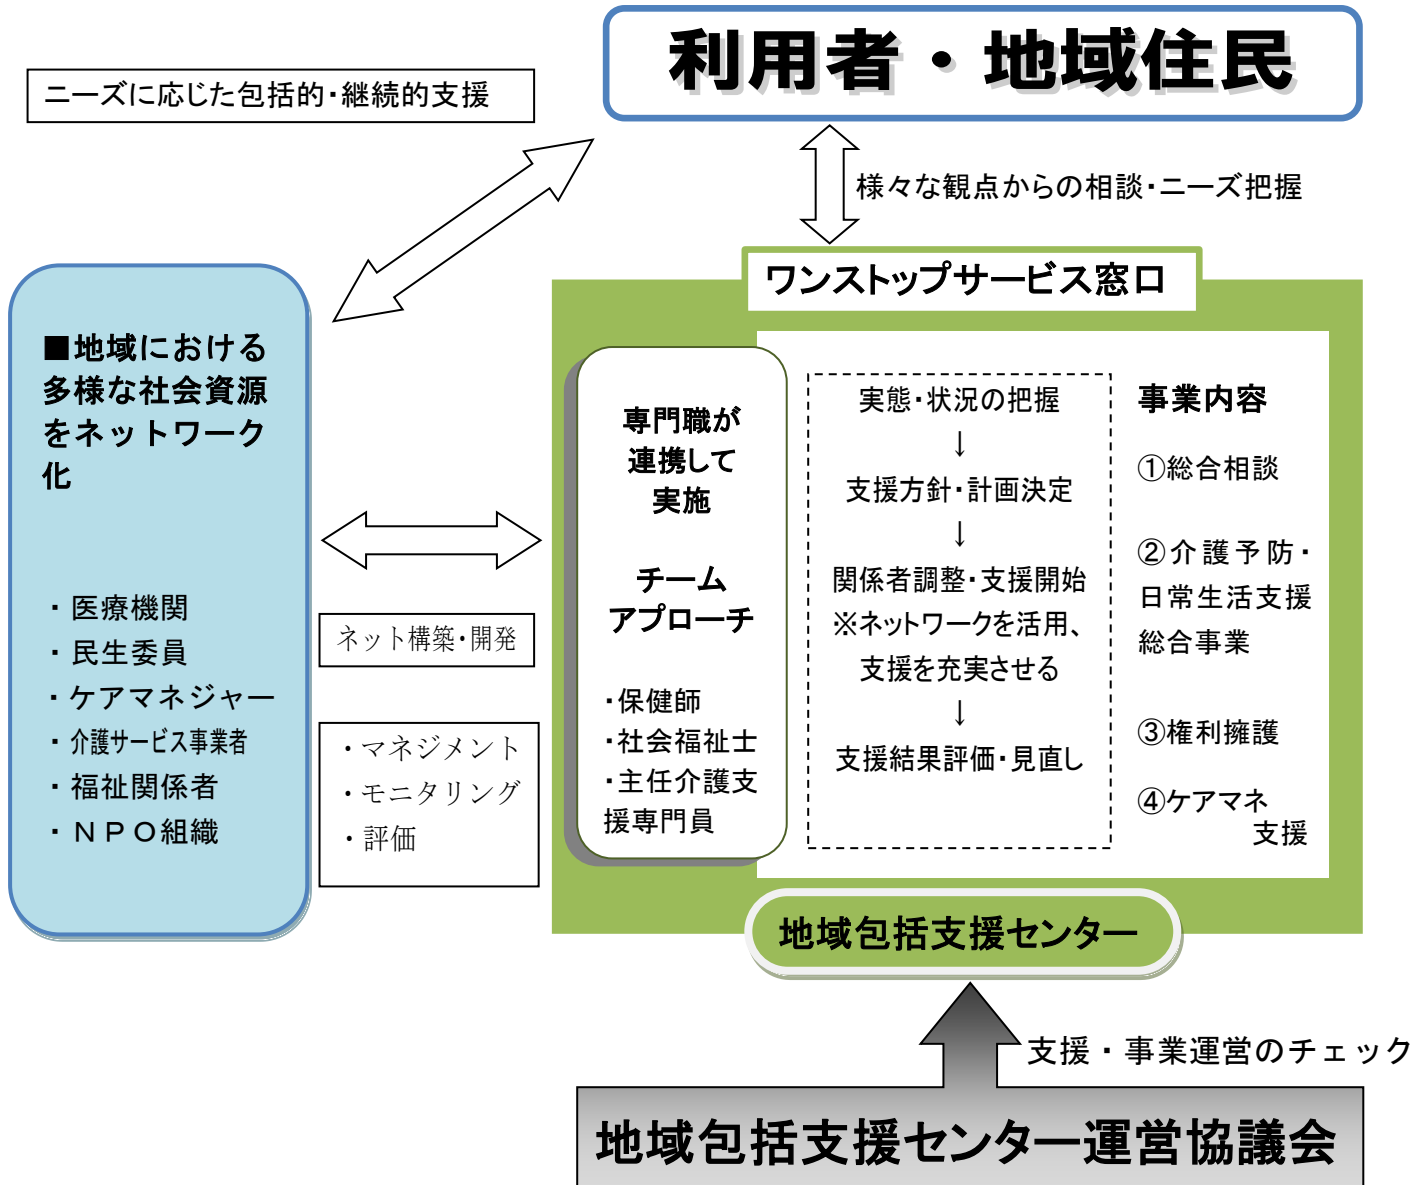 利用者・地域住民
ニーズに応じた包括的・継続的支援
様々な観点からの相談・ニーズ把握
ワンストップサービス窓口
■地域における
多様な社会資源
をネットワーク
化
・医療機関
・民生委員
・ケアマネジャー
・介護サービス事業者
・福祉関係者
・ＮＰＯ組織
ネット構築・開発
・マネジメント
・モニタリング
・評価
専門職が
連携して
実施
チーム
アプローチ
・保健師
・社会福祉士
・主任介護支
援専門員
実態・状況の把握
↓
支援方針・計画決定
↓
関係者調整・支援開始
※ネットワークを活用、
支援を充実させる
↓
支援結果評価・見直し
事業内容
①総合相談
②介護予防・
日常生活支援
総合事業
③権利擁護
④ケアマネ
支援
地域包括支援センター
支援・事業運営のチェック
地域包括支援センター運営協議会